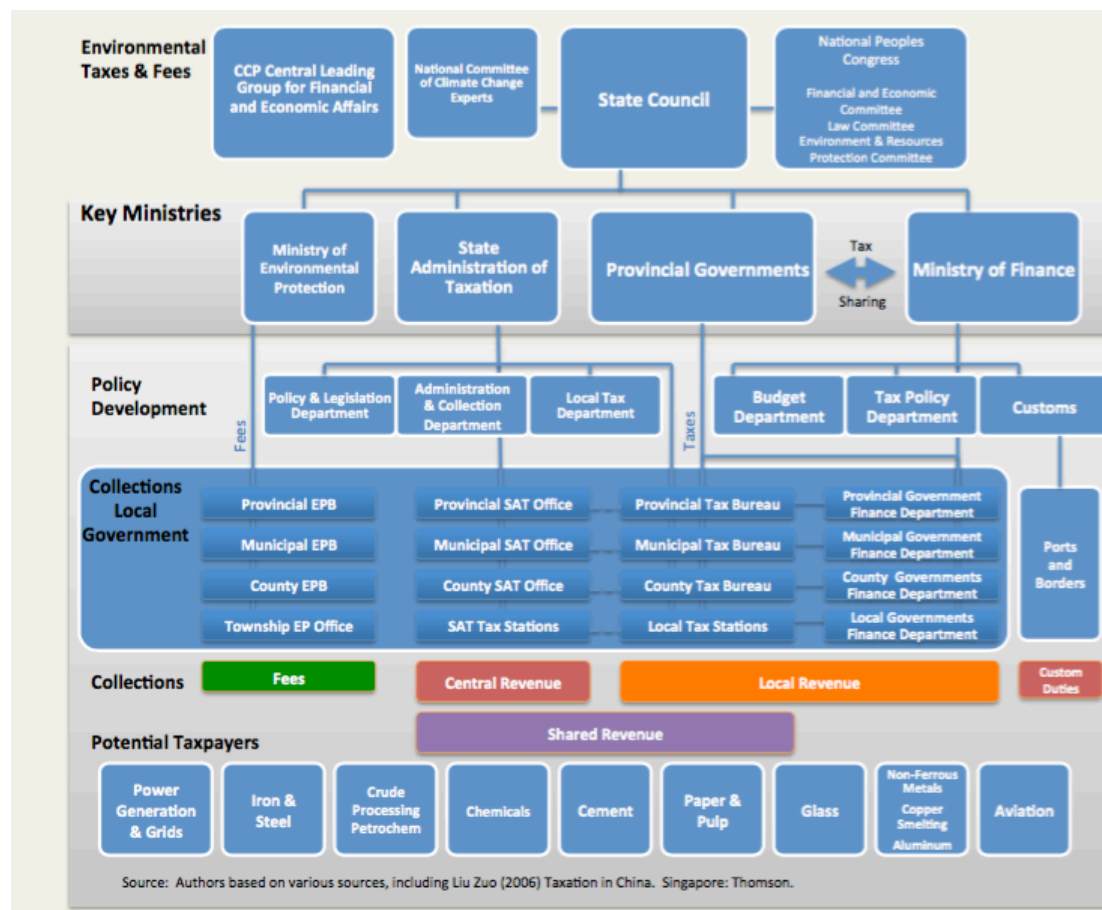 Environmental
Taxes & Fees
CCP Central Leading
Group for Financial
and Economic Affairs
National Committee
of Climate Change
Experts
State Council
National Peoples
Congress
Financial and Economic
Committee
Law Committee
Environment & Resources
Protection Committee
Key Ministries
Ministry of
Environmental
Protection
State
Administration of
Taxation
Provincial Governments
Tax
Sharing
Ministry of Finance
Policy
Development
Fees
Policy & Legislation
Department
Administration
& Collection
Department
Local Tax
Department
Taxes
Budget
Department
Tax Policy
Department
Customs
Collections
Local
Government
Provincial EPB
Provincial SAT Office
Provincial Tax Bureau
Provincial Government
Finance Department
Municipal EPB
Municipal SAT Office
Municipal Tax Bureau
Municipal Government
Finance Department
County EPB
County SAT Office
County Tax Bureau
County Governments
Finance Department
Township EP Office
SAT Tax Stations
Local Tax Stations
Local Governments
Finance Department
Ports
and
Borders
Collections
Fees
Central Revenue
Local Revenue
Custom
Duties
Shared Revenue
Potential Taxpayers
Power
Generation
& Grids
Iron &
Steel
Crude
Processing
Petrochem
Chemicals
Cement
Paper &
Pulp
Glass
Non-Ferrous
Metals
Copper
Smelting
Aluminum
Aviation
Source: Authors based on various sources, including Liu Zuo (2006) Taxation in China. Singapore: Thomson.